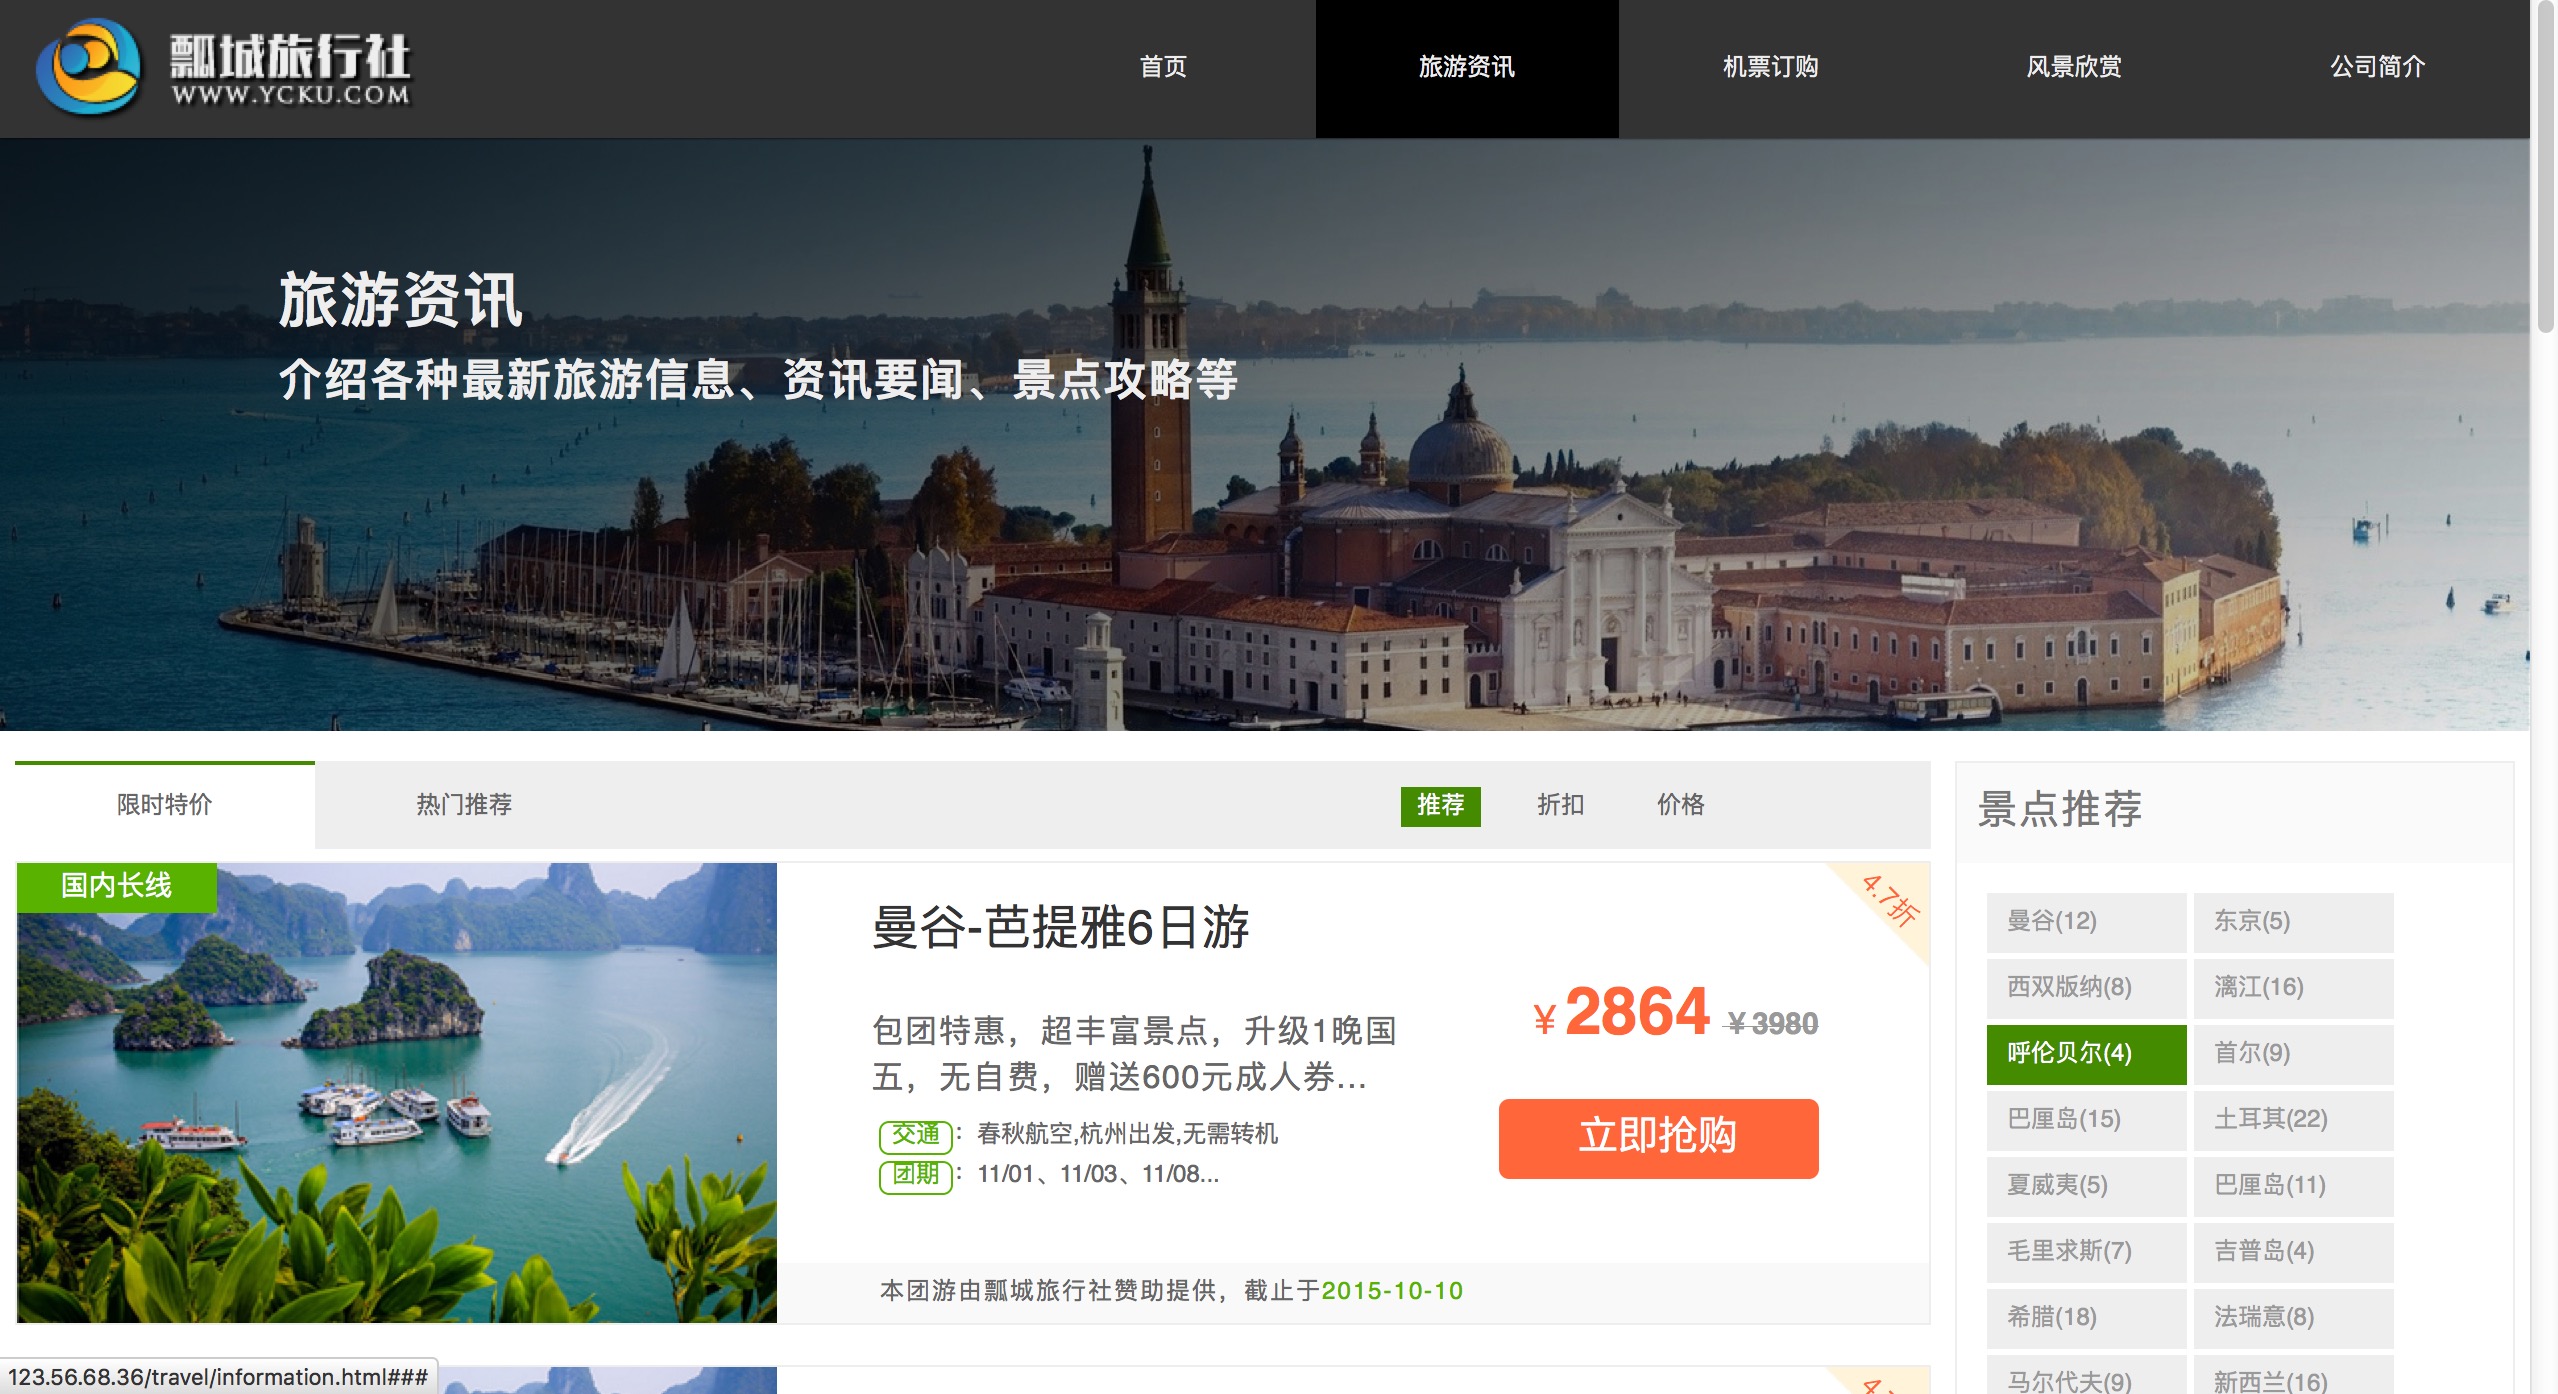 瓢城旅行社
WWW.YCKU.COM
首页
旅游资讯
机票订购
风景欣赏
公司简介
旅游资讯
介绍各种最新旅游信息、资讯要闻、景点攻略等
限时特价
热门推荐
推荐
折扣
价格
国内长线
曼谷-芭提雅6日游
4.7折
包团特惠，超丰富景点，升级1晚国
五，无自费，赠送600元成人券...
¥2864 ¥3980
交通：春秋航空,杭州出发,无需转机
团期：11/01、11/03、11/08...
立即抢购
本团游由瓢城旅行社赞助提供，截止于2015-10-10
景点推荐
曼谷(12)
东京(5)
西双版纳(8)
漓江(16)
呼伦贝尔(4)
首尔(9)
巴厘岛(15)
土耳其(22)
夏威夷(5)
巴厘岛(11)
毛里求斯(7)
吉普岛(4)
希腊(18)
法瑞意(8)
马尔代夫(9)
新西兰(16)
123.56.68.36/travel/information.html###